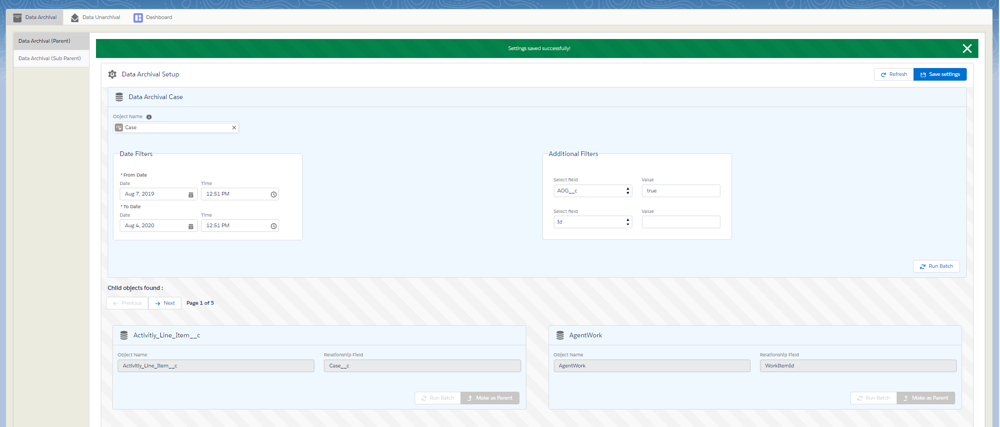 Data Archival
Data Unarchival
Dashboard
Data Archival (Parent)
Data Archival (Sub Parent)
Settings saved successfully!
Data Archival Setup
Refresh
Save settings
Data Archival Case
Object Name
Case
Date Filters
*From Date
Date
Time
Aug 7, 2019
12:51 PM
*To Date
Date
Time
Aug 4, 2020
12:51 PM
Additional Filters
Select field
Value
AOG__c
true
Select field
Value
Id
Run Batch
Child objects found :
Previous
Next
Page 1 of 5
Activitiy_Line_Item__c
Object Name
Relationship Field
Activitiy_Line_Item__c
Case__c
Run Batch
Make as Parent
AgentWork
Object Name
Relationship Field
AgentWork
WorkItemId
Run Batch
Make as Parent